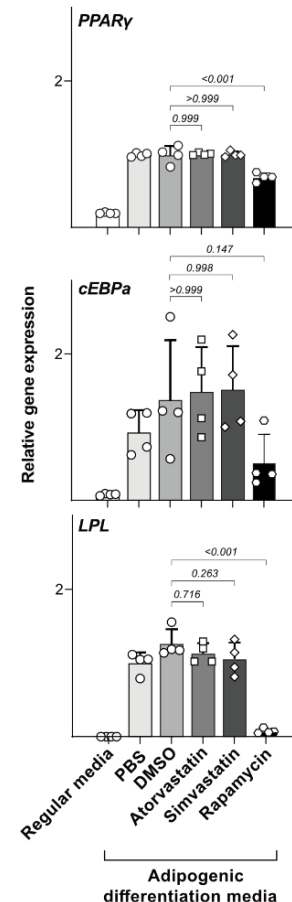 PPARγ
2
<0.001
>0.999
0.999
cEBPa
2
0.147
0.998
>0.999
Relative gene expression
LPL
2
<0.001
0.263
0.716
Regular media
PBS
DMSO
Atorvastatin
Simvastatin
Rapamycin
Adipogenic
differentiation media